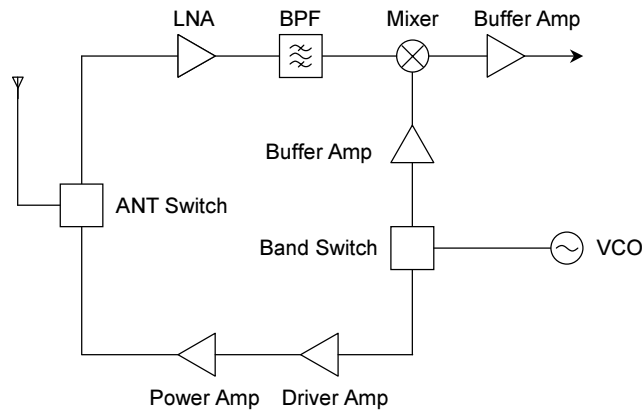 LNA
BPF
Mixer
Buffer Amp
Buffer Amp
ANT Switch
Band Switch
VCO
Power Amp
Driver Amp